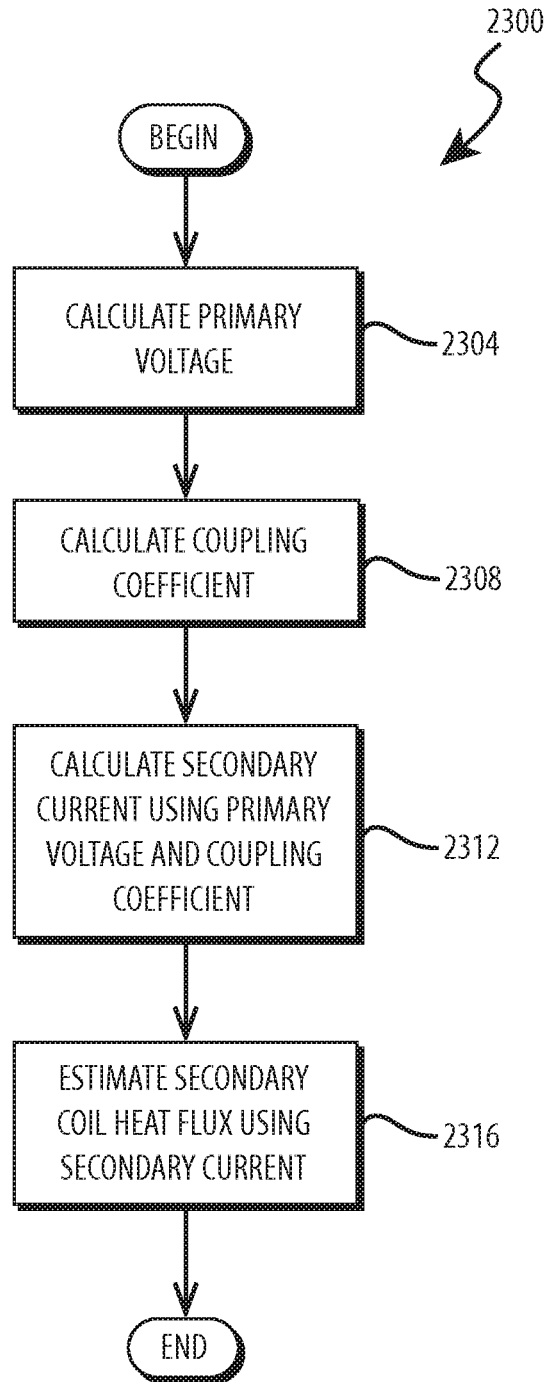 2300
BEGIN
CALCULATE PRIMARY
VOLTAGE
2304
CALCULATE COUPLING
COEFFICIENT
2308
CALCULATE SECONDARY
CURRENT USING PRIMARY
VOLTAGE AND COUPLING
COEFFICIENT
2312
ESTIMATE SECONDARY
COIL HEAT FLUX USING
SECONDARY CURRENT
2316
END